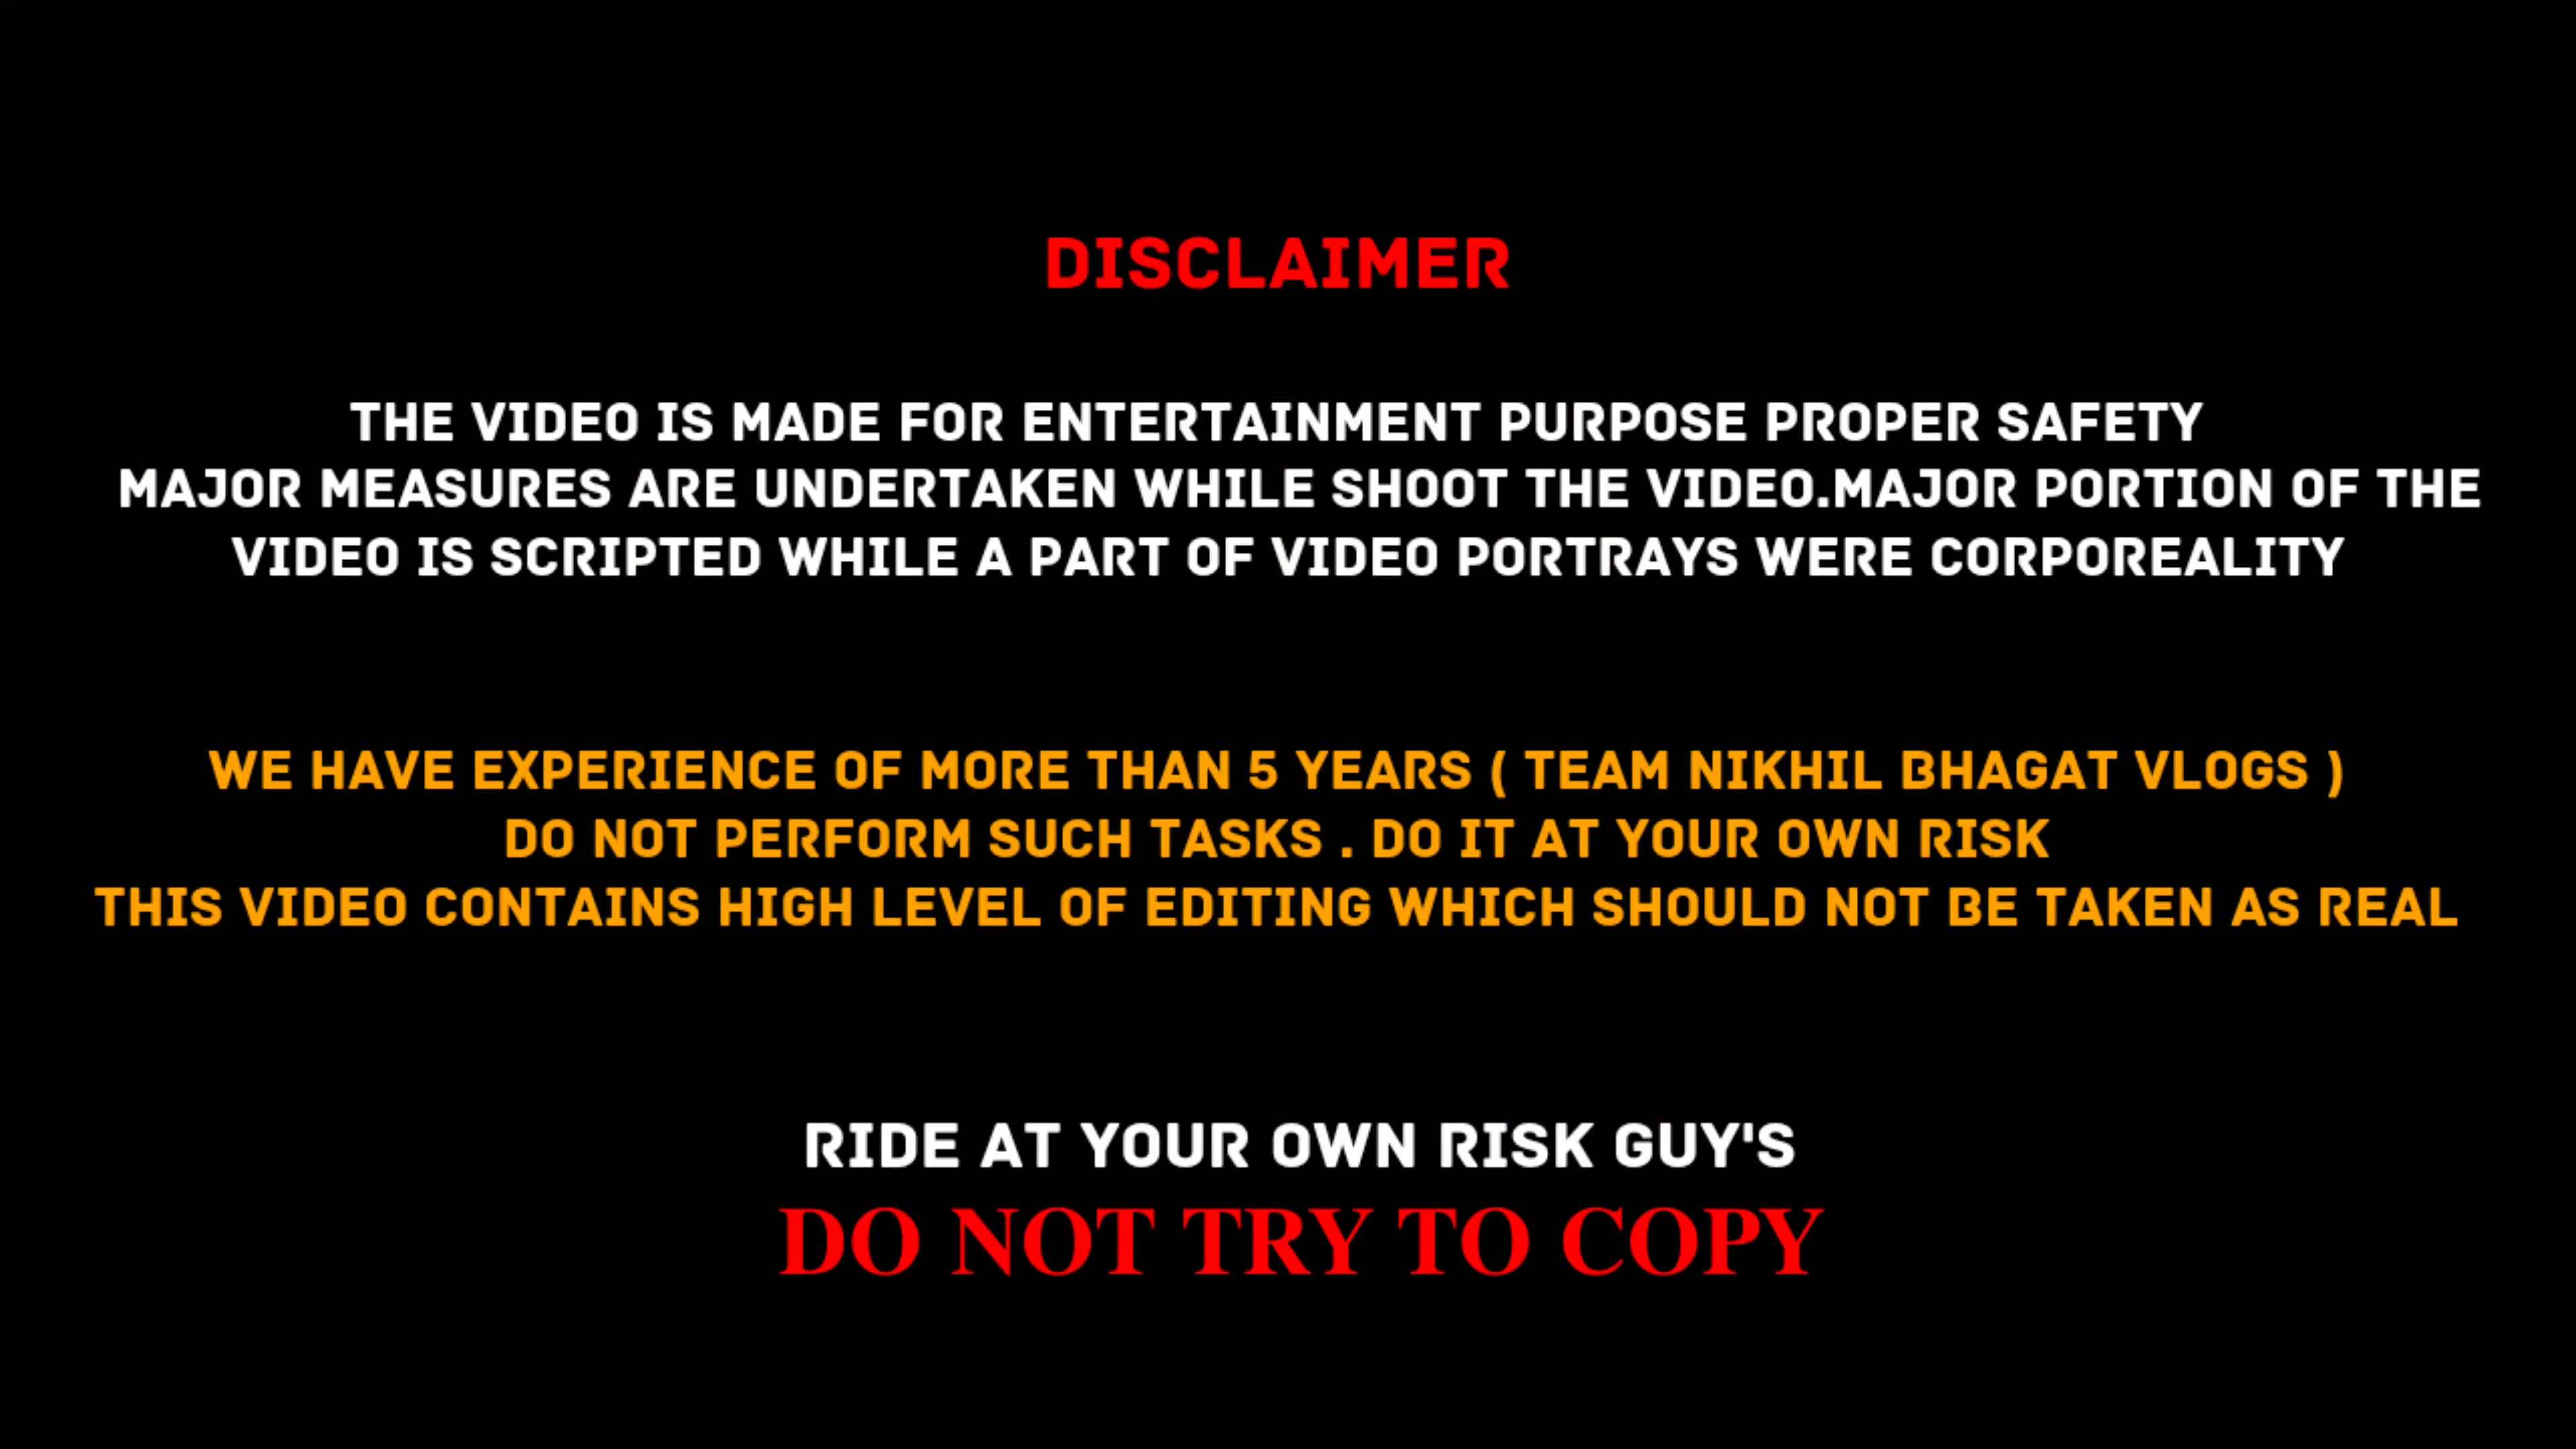 DISCLAIMER
THE VIDEO IS MADE FOR ENTERTAINMENT PURPOSE PROPER SAFETY
MAJOR MEASURES ARE UNDERTAKEN WHILE SHOOT THE VIDEO.MAJOR PORTION OF THE
VIDEO IS SCRIPTED WHILE A PART OF VIDEO PORTRAYS WERE CORPOREALITY
WE HAVE EXPERIENCE OF MORE THAN 5 YEARS ( TEAM NIKHIL BHAGAT VLOGS )
DO NOT PERFORM SUCH TASKS . DO IT AT YOUR OWN RISK
THIS VIDEO CONTAINS HIGH LEVEL OF EDITING WHICH SHOULD NOT BE TAKEN AS REAL
RIDE AT YOUR OWN RISK GUY'S
DO NOT TRY TO COPY